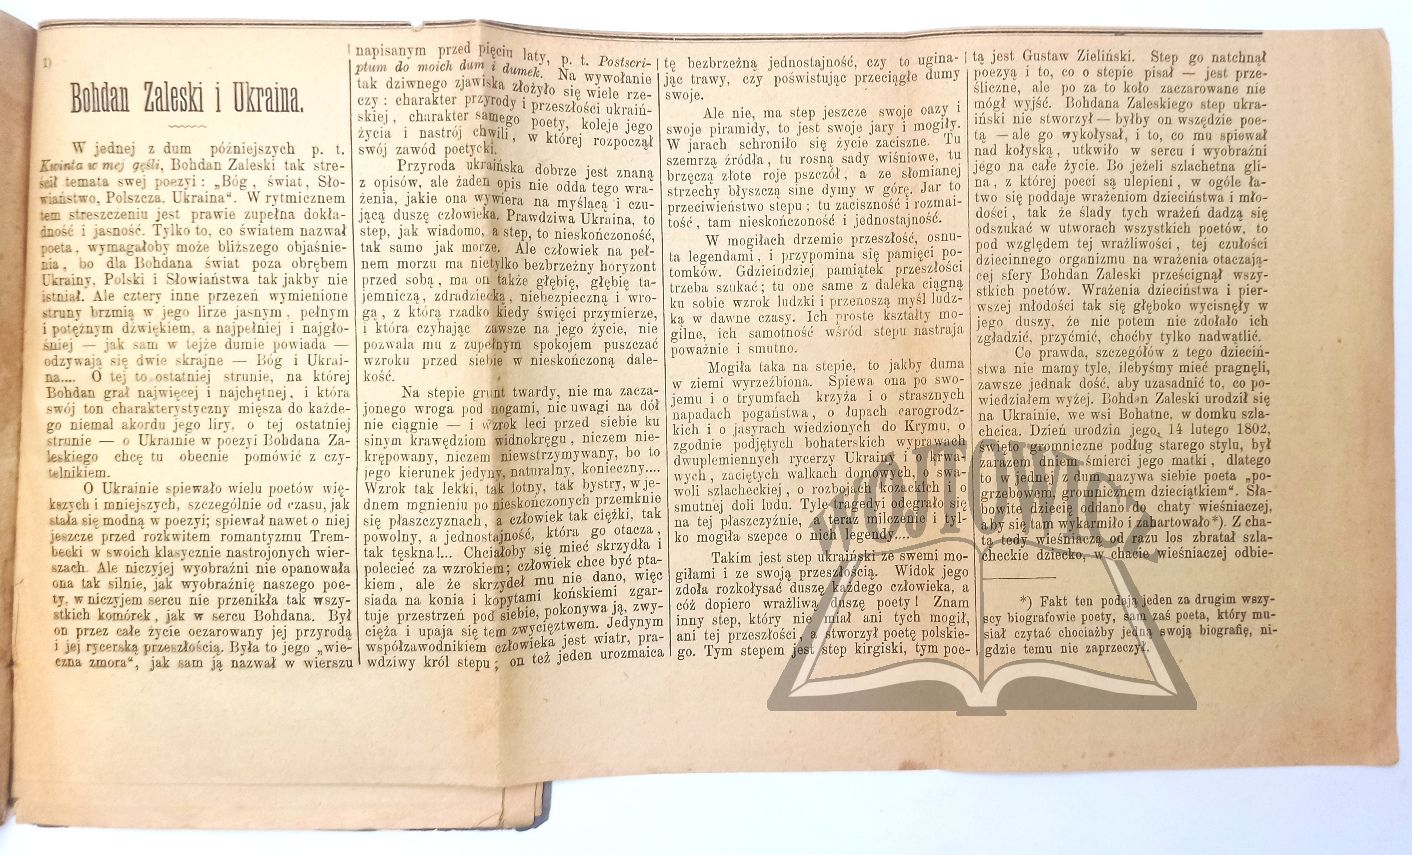 1)
Bohdan Zaleski i Ukraina.
W jednej z dum późniejszych p. t.
Kwinta w mej gęśli, Bohdan Zaleski tak stre-
ścił temata swej poezyi: „Bóg, świat, Sło-
wiaństwo, Polszcza, Ukraina“. W rytmicznem
tem streszczeniu jest prawie zupełna dokła-
dność i jasność. Tylko to, co światem nazwał
poeta, wymagałoby może bliższego objaśnie-
nia, bo dla Bohdana świat poza obrębem
Ukrainy, Polski i Słowiaństwa tak jakby nie
istniał. Ale cztery inne przezeń wymienione
struny brzmią w jego lirze jasnym, pełnym
i potężnym dźwiękiem, a najpełniej i najgło-
śniej — jak sam w tejże dumie powiada —
odzywają się dwie skrajne — Bóg i Ukrai-
na.... O tej to ostatniej strunie, na której
Bohdan grał najwięcej i najchętnej, i która
swój ton charakterystyczny mięsza do każde-
go niemal akordu jego liry, o tej ostatniej
strunie — o Ukrainie w poezyi Bohdana Za-
leskiego chcę tu obecnie pomówić z czy-
telnikiem.
O Ukrainie śpiewało wielu poetów wię-
kszych i mniejszych, szczególnie od czasu, jak
stała się modną w poezyi; śpiewał nawet o niej
jeszcze przed rozkwitem romantyzmu Trem-
becki w swoich klasycznie nastrojonych wier-
szach. Ale niczyjej wyobraźni nie opanowała
ona tak silnie, jak wyobraźnię naszego poe-
ty, w niczyjem sercu nie przenikła tak wszy-
stkich komórek, jak w sercu Bohdana. Był
on przez całe życie oczarowany jej przyrodą
i jej rycerską przeszłością. Była to jego „wie-
czna zmora“, jak sam ją nazwał w wierszu
napisanym przed pięciu laty, p. t. Postscri-
ptum do moich dum i dumek. Na wywołanie
tak dziwnego zjawiska złożyło się wiele rze-
czy: charakter przyrody i przeszłości ukraiń-
skiej, charakter samego poety, koleje jego
życia i nastrój chwili, w której rozpoczął
swój zawód poetycki.
Przyroda ukraińska dobrze jest znaną
z opisów, ale żaden opis nie odda tego wra-
żenia, jakie ona wywiera na myślącą i czu-
jącą duszę człowieka. Prawdziwa Ukraina, to
step, jak wiadomo, a step, to nieskończoność,
tak samo jak morze. Ale człowiek na peł-
nem morzu ma nietylko bezbrzeżny horyzont
przed sobą, ma on także głębię, głębię ta-
jemniczą, zdradziecką, niebezpieczną i wro-
gą, z którą rzadko kiedy święci przymierze,
i która czyhając zawsze na jego życie, nie
pozwala mu z zupełnym spokojem puszczać
wzroku przed siebie w nieskończoną dale-
kość.
Na stepie grunt twardy, nie ma zacza-
jonego wroga pod nogami, nic uwagi na dół
nie ciągnie — i wzrok leci przed siebie ku
sinym krawędziom widnokręgu, niczem nie-
krępowany, niczem niewstrzymywany, bo to
jego kierunek jedyny, naturalny, konieczny....
Wzrok tak lekki, tak lotny, tak bystry, w je-
dnem mgnieniu po nieskończonych przemknie
się płaszczyznach, a człowiek tak ciężki, tak
powolny, a jednostajność, która go otacza,
tak tęskna!... Chciałoby się mieć skrzydła i
polecieć za wzrokiem; człowiek chce być pta-
kiem, ale że skrzydeł mu nie dano, więc
siada na konia i kopytami końskiemi zgar-
tuje przestrzeń pod siebie, pokonywa ją, zwy-
cięża i upaja się tem zwycięztwem. Jedynym
współzawodnikiem człowieka jest wiatr, pra-
wdziwy król stepu; on też jeden urozmaica
tę bezbrzeżną jednostajność, czy to ugina-
jąc trawy, czy poświstując przeciągłe dumy
swoje.
Ale nie, ma step jeszcze swoje oazy i
swoje piramidy, to jest swoje jary i mogiły.
W jarach schroniło się życie zaciszne. Tu
szemrzą źródła, tu rosną sady wiśniowe, tu
brzęczą złote roje pszczół, a ze słomianej
strzechy błyszczą sine dymy w górę. Jar to
przeciwieństwo stepu; tu zaciszność i rozmai-
tość, tam nieskończoność i jednostajność.
W mogiłach drzemie przeszłość, osnu-
ta legendami, i przypomina się pamięci po-
tomków. Gdzieindziej pamiątek przeszłości
trzeba szukać; tu one same z daleka ciągną
ku sobie wzrok ludzki i przenoszą myśl ludz-
ką w dawne czasy. Ich proste kształty mo-
gilne, ich samotność wśród stepu nastraja
poważnie i smutno.
Mogiła taka na stepie, to jakby duma
w ziemi wyrzeźbiona. Śpiewa ona po swo-
jemu i o tryumfach krzyża i o strasznych
napadach pogaństwa, o łupach carogrodz-
kich i o jasyrach wiedzionych do Krymu, o
zgodnie podjętych bohaterskich wyprawach
dwuplemiennych rycerzy Ukrainy i o krwa-
wych, zaciętych walkach domowych, o swa-
woli szlacheckiej, o rozbojach kozackich i o
smutnej doli ludu. Tyle tragedyi odegrało się
na tej płaszczyźnie, a teraz milczenie i tyl-
ko mogiła szepce o nich legendy....
Takim jest step ukraiński ze swemi mo-
giłami i ze swoją przeszłością. Widok jego
zdoła rozkołysać duszę każdego człowieka, a
cóż dopiero wrażliwą duszę poety! Znam
inny step, który nie miał ani tych mogił,
ani tej przeszłości, a stworzył poetę polskie-
go. Tym stepem jest step kirgiski, tym poe-
tą jest Gustaw Zieliński. Step go natchnął
poezyą i to, co o stepie pisał — jest prze-
śliczne, ale po za to koło zaczarowane nie
mógł wyjść. Bohdana Zaleskiego step ukra-
iński nie stworzył — byłby on wszędzie poe-
tą — ale go wykołysał, i to, co mu śpiewał
nad kołyską, utkwiło w sercu i wyobraźni
jego na całe życie. Bo jeżeli szlachetna gli-
na, z której poeci są ulepieni, w ogóle ła-
two się poddaje wrażeniom dzieciństwa i mło-
dości, tak że ślady tych wrażeń dadzą się
odszukać w utworach wszystkich poetów, to
pod względem tej wrażliwości, tej czułości
dziecinnego organizmu na wrażenia otaczają-
cej sfery Bohdan Zaleski prześcignął wszy-
stkich poetów. Wrażenia dzieciństwa i pier-
wszej młodości tak się głęboko wycisnęły w
jego duszy, że nic potem nie zdołało ich
zgładzić, przyćmić, choćby tylko nadwątlić.
Co prawda, szczegółów z tego dzieciń-
stwa nie mamy tyle, ilebyśmy mieć pragnęli,
zawsze jednak dość, aby uzasadnić to, co po-
wiedziałem wyżej. Bohdan Zaleski urodził się
na Ukrainie, we wsi Bohatne, w domku szla-
checica. Dzień urodzin jego, 14 lutego 1802,
święto gromniczne podług starego stylu, był
zarazem dniem śmierci jego matki, dlatego
to w jednej z dum nazywa siebie poeta „po-
grzebowem, gromnicznem dzieciątkiem“. Sła-
bowite dziecię oddano do chaty wieśniaczej,
aby się tam wykarmiło i zahartowało*). Z cha-
tą tedy wieśniaczą od razu los zbratał szla-
checkie dziecko, w chacie wieśniaczej odbie-
*) Fakt ten podają jeden za drugim wszy-
scy biografowie poety, sam zaś poeta, który mu-
siał czytać chociażby jedną swoją biografię, ni-
gdzie temu nie zaprzeczył.
WÓJTOWICZ